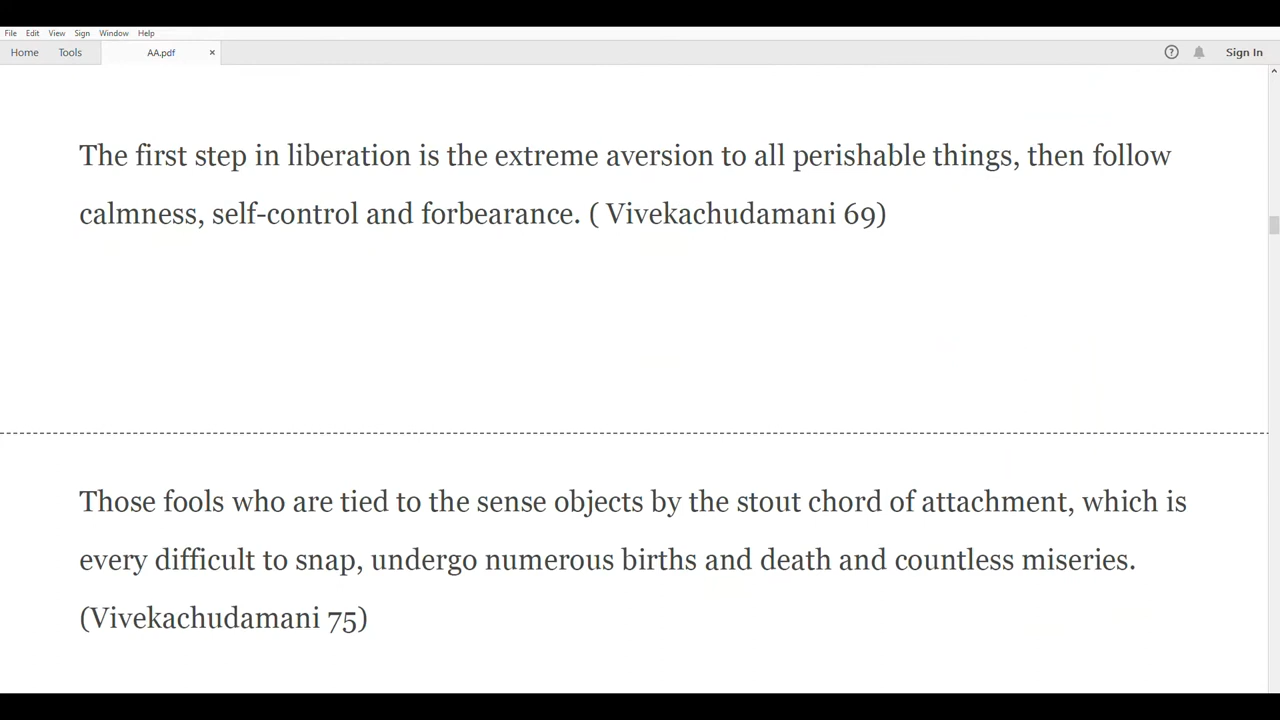 File Edit View Sign Window Help
Home Tools AA.pdf × ? Sign In
The first step in liberation is the extreme aversion to all perishable things, then follow
calmness, self-control and forbearance. ( Vivekachudamani 69)
Those fools who are tied to the sense objects by the stout chord of attachment, which is
every difficult to snap, undergo numerous births and death and countless miseries.
(Vivekachudamani 75)